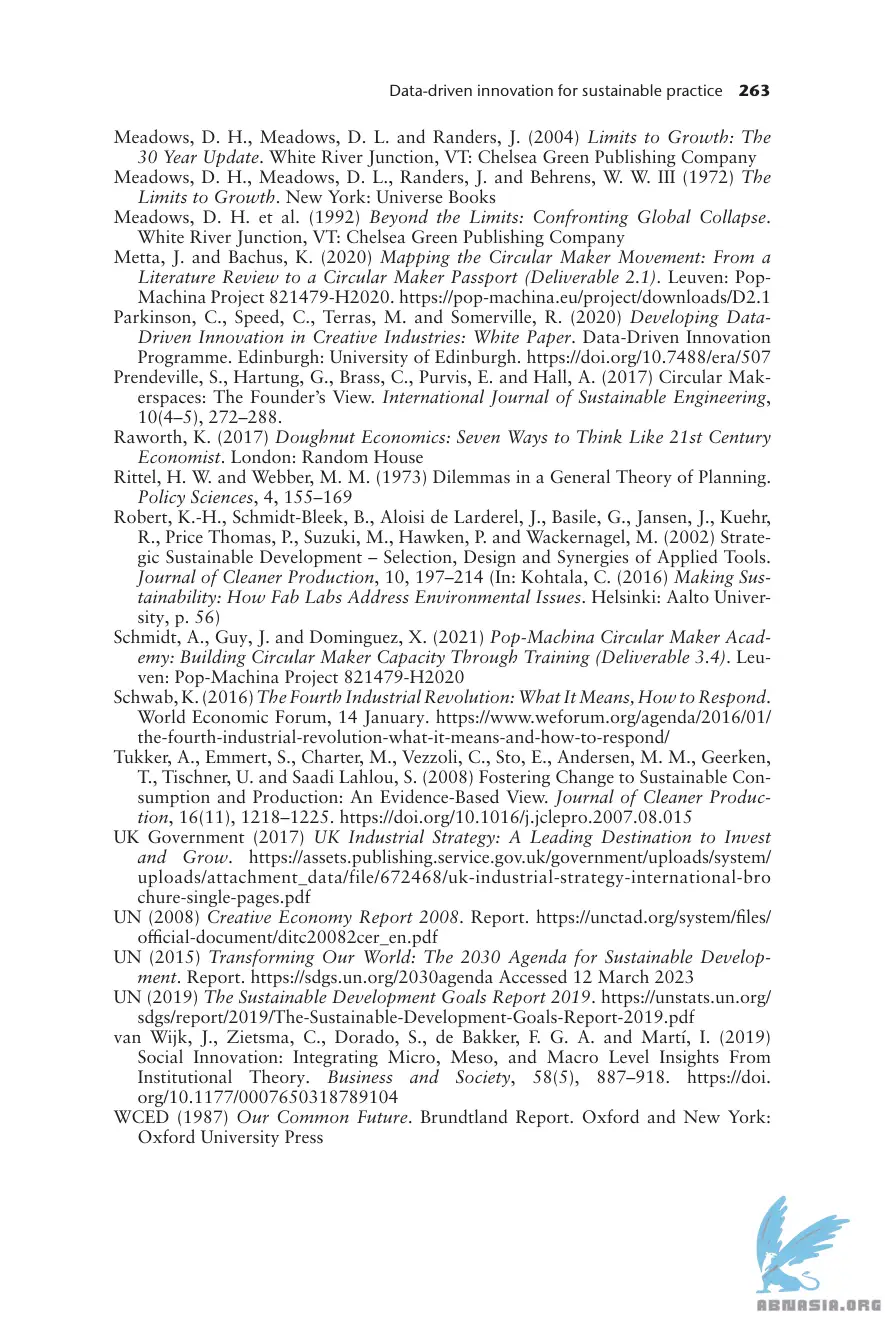 Data-driven innovation for sustainable practice 263
Meadows, D. H., Meadows, D. L. and Randers, J. (2004) Limits to Growth: The
30 Year Update. White River Junction, VT: Chelsea Green Publishing Company
Meadows, D. H., Meadows, D. L., Randers, J. and Behrens, W. W. III (1972) The
Limits to Growth. New York: Universe Books
Meadows, D. H. et al. (1992) Beyond the Limits: Confronting Global Collapse.
White River Junction, VT: Chelsea Green Publishing Company
Metta, J. and Bachus, K. (2020) Mapping the Circular Maker Movement: From a
Literature Review to a Circular Maker Passport (Deliverable 2.1). Leuven: Pop-
Machina Project 821479-H2020. https://pop-machina.eu/project/downloads/D2.1
Parkinson, C., Speed, C., Terras, M. and Somerville, R. (2020) Developing Data-
Driven Innovation in Creative Industries: White Paper. Data-Driven Innovation
Programme. Edinburgh: University of Edinburgh. https://doi.org/10.7488/era/507
Prendeville, S., Hartung, G., Brass, C., Purvis, E. and Hall, A. (2017) Circular Mak-
erspaces: The Founder’s View. International Journal of Sustainable Engineering,
10(4–5), 272–288.
Raworth, K. (2017) Doughnut Economics: Seven Ways to Think Like 21st Century
Economist. London: Random House
Rittel, H. W. and Webber, M. M. (1973) Dilemmas in a General Theory of Planning.
Policy Sciences, 4, 155–169
Robert, K.-H., Schmidt-Bleek, B., Aloisi de Larderel, J., Basile, G., Jansen, J., Kuehr,
R., Price Thomas, P., Suzuki, M., Hawken, P. and Wackernagel, M. (2002) Strate-
gic Sustainable Development – Selection, Design and Synergies of Applied Tools.
Journal of Cleaner Production, 10, 197–214 (In: Kohtala, C. (2016) Making Sus-
tainability: How Fab Labs Address Environmental Issues. Helsinki: Aalto Univer-
sity, p. 56)
Schmidt, A., Guy, J. and Dominguez, X. (2021) Pop-Machina Circular Maker Acad-
emy: Building Circular Maker Capacity Through Training (Deliverable 3.4). Leu-
ven: Pop-Machina Project 821479-H2020
Schwab, K. (2016) The Fourth Industrial Revolution: What It Means, How to Respond.
World Economic Forum, 14 January. https://www.weforum.org/agenda/2016/01/
the-fourth-industrial-revolution-what-it-means-and-how-to-respond/
Tukker, A., Emmert, S., Charter, M., Vezzoli, C., Sto, E., Andersen, M. M., Geerken,
T., Tischner, U. and Saadi Lahlou, S. (2008) Fostering Change to Sustainable Con-
sumption and Production: An Evidence-Based View. Journal of Cleaner Produc-
tion, 16(11), 1218–1225. https://doi.org/10.1016/j.jclepro.2007.08.015
UK Government (2017) UK Industrial Strategy: A Leading Destination to Invest
and Grow. https://assets.publishing.service.gov.uk/government/uploads/system/
uploads/attachment_data/file/672468/uk-industrial-strategy-international-bro
chure-single-pages.pdf
UN (2008) Creative Economy Report 2008. Report. https://unctad.org/system/files/
official-document/ditc20082cer_en.pdf
UN (2015) Transforming Our World: The 2030 Agenda for Sustainable Develop-
ment. Report. https://sdgs.un.org/2030agenda Accessed 12 March 2023
UN (2019) The Sustainable Development Goals Report 2019. https://unstats.un.org/
sdgs/report/2019/The-Sustainable-Development-Goals-Report-2019.pdf
van Wijk, J., Zietsma, C., Dorado, S., de Bakker, F. G. A. and Martí, I. (2019)
Social Innovation: Integrating Micro, Meso, and Macro Level Insights From
Institutional Theory. Business and Society, 58(5), 887–918. https://doi.
org/10.1177/0007650318789104
WCED (1987) Our Common Future. Brundtland Report. Oxford and New York:
Oxford University Press
ABNASIA.ORG